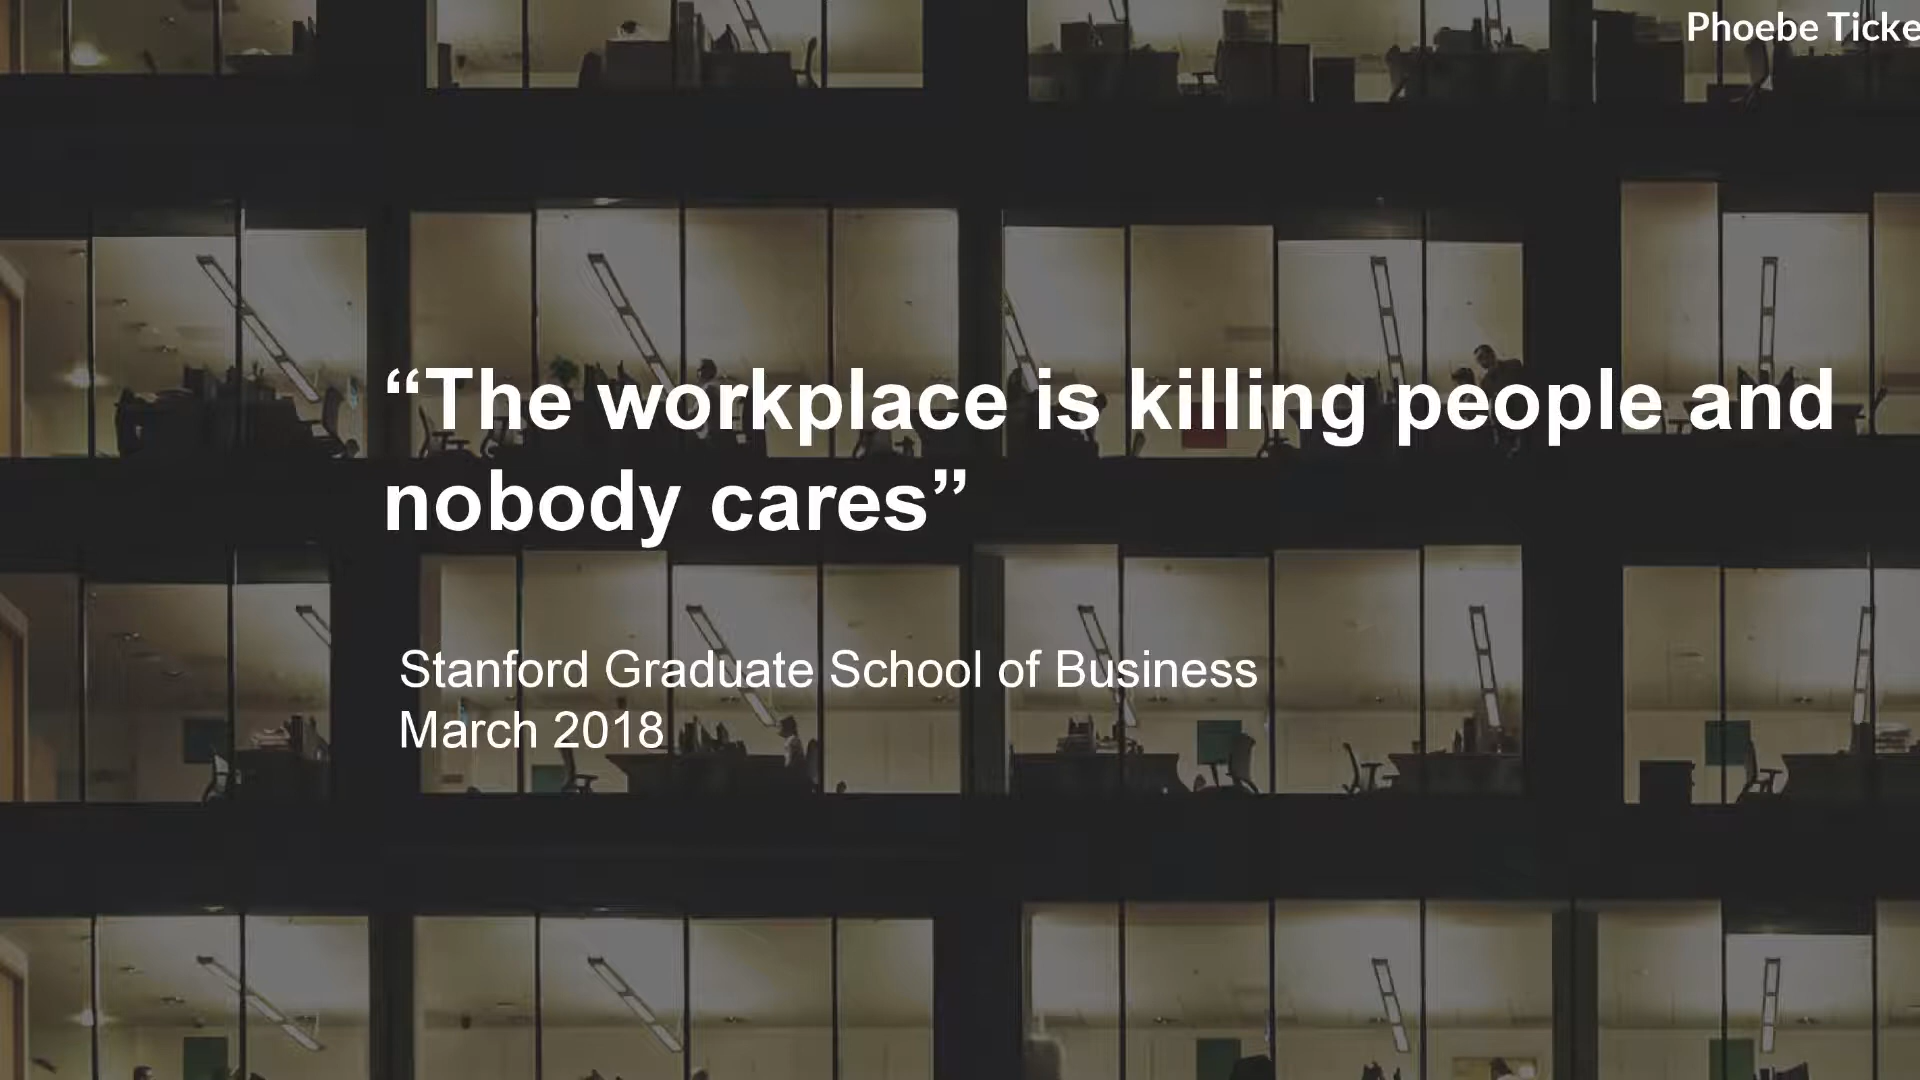 Phoebe Ticke
“The workplace is killing people and
nobody cares”
Stanford Graduate School of Business
March 2018